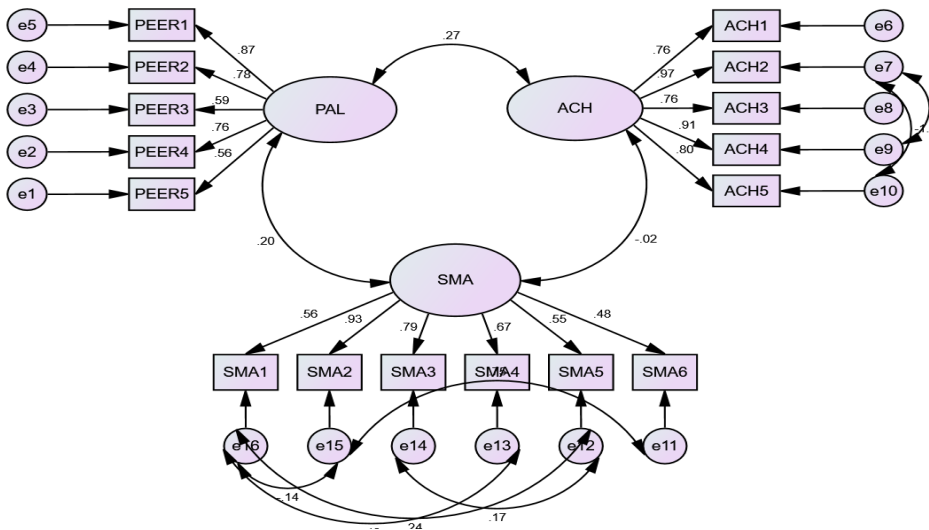 e5 PEER1 .87 .27 .76 ACH1 e6
e4 PEER2 .78 .97 ACH2 e7
e3 PEER3 .59 PAL ACH .76 ACH3 e8
e2 PEER4 .76 .91 ACH4 e9
e1 PEER5 .56 .80 ACH5 e10
.20 -.02
SMA
.56 .93 .79 .67 .55 .48
SMA1 SMA2 SMA3 SMA4 SMA5 SMA6
e16 e15 e14 e13 e12 e11
-.14 .24 .17